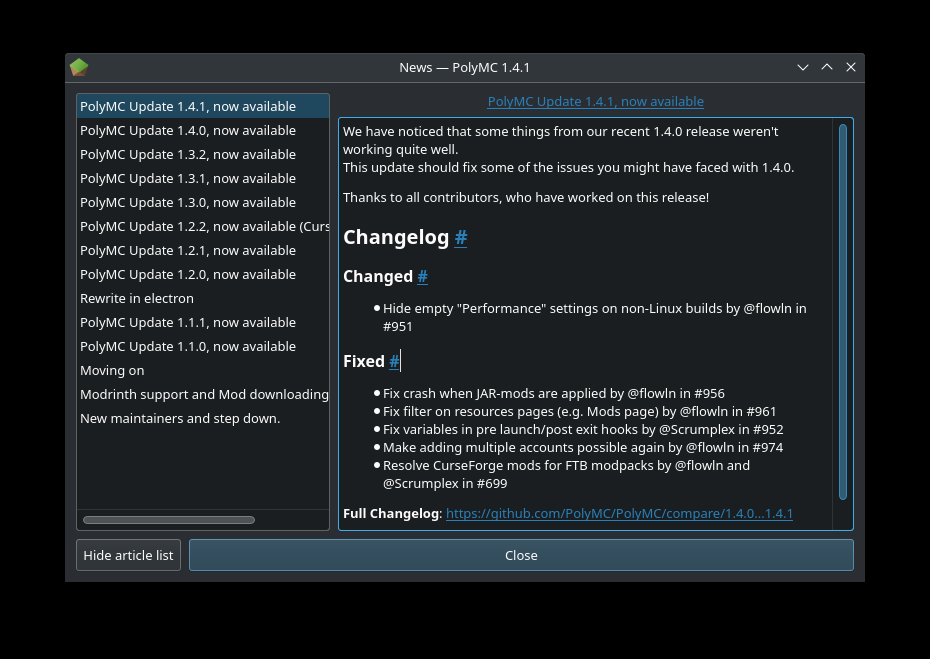 News — PolyMC 1.4.1
PolyMC Update 1.4.1, now available
PolyMC Update 1.4.0, now available
PolyMC Update 1.3.2, now available
PolyMC Update 1.3.1, now available
PolyMC Update 1.3.0, now available
PolyMC Update 1.2.2, now available (Curs
PolyMC Update 1.2.1, now available
PolyMC Update 1.2.0, now available
Rewrite in electron
PolyMC Update 1.1.1, now available
PolyMC Update 1.1.0, now available
Moving on
Modrinth support and Mod downloading
New maintainers and step down.
PolyMC Update 1.4.1, now available
We have noticed that some things from our recent 1.4.0 release weren't
working quite well.
This update should fix some of the issues you might have faced with 1.4.0.
Thanks to all contributors, who have worked on this release!
Changelog #
Changed #
● Hide empty "Performance" settings on non-Linux builds by @flowln in
#951
Fixed #
● Fix crash when JAR-mods are applied by @flowln in #956
● Fix filter on resources pages (e.g. Mods page) by @flowln in #961
● Fix variables in pre launch/post exit hooks by @Scrumplex in #952
● Make adding multiple accounts possible again by @flowln in #974
● Resolve CurseForge mods for FTB modpacks by @flowln and
@Scrumplex in #699
Full Changelog: https://github.com/PolyMC/PolyMC/compare/1.4.0...1.4.1
Hide article list
Close